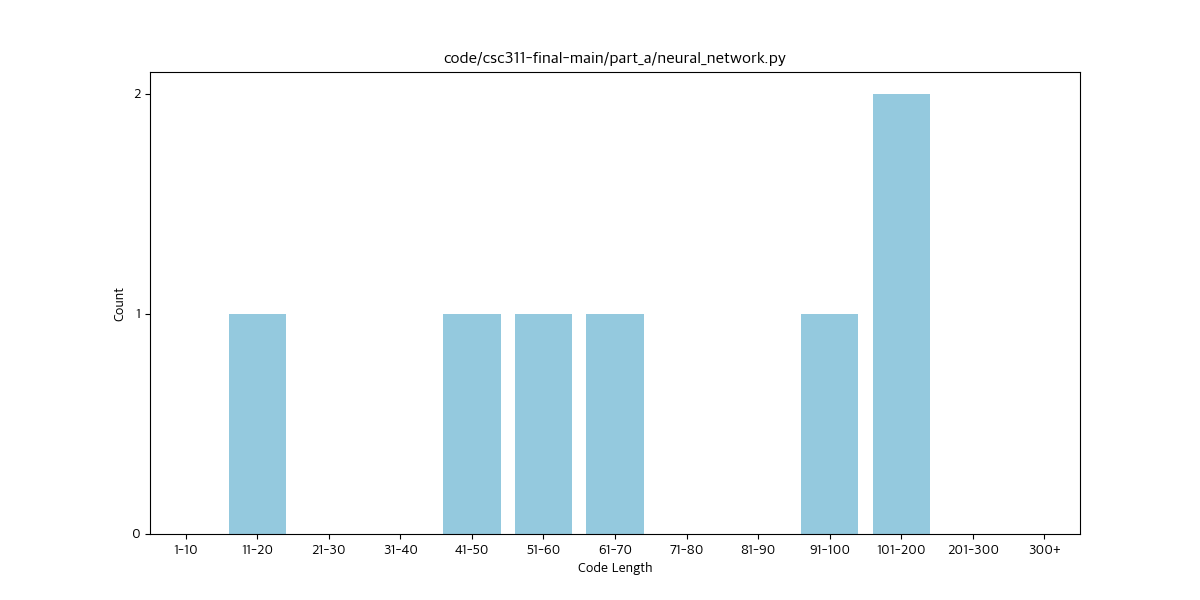 code/csc311-final-main/part_a/neural_network.py
Count
2
1
0
1-10 11-20 21-30 31-40 41-50 51-60 61-70 71-80 81-90 91-100 101-200 201-300 300+
Code Length